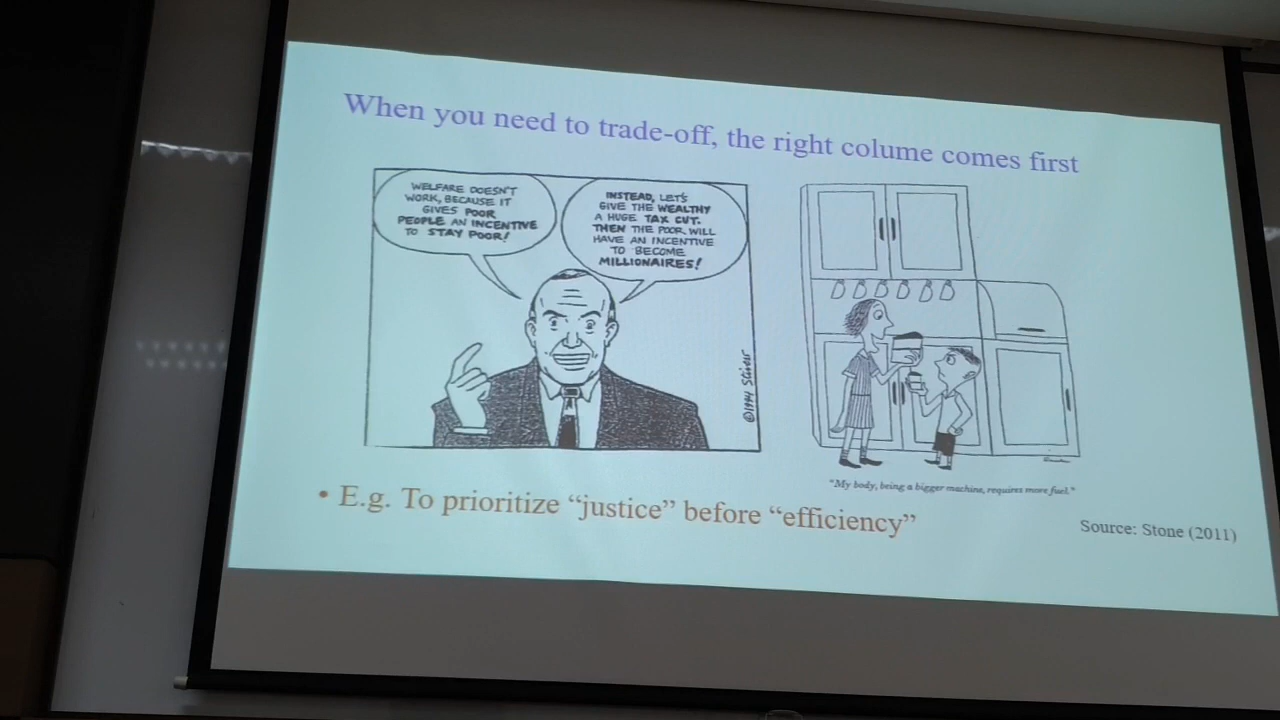 When you need to trade-off, the right colume comes first
WELFARE DOESN'T
WORK, BECAUSE IT
GIVES POOR
PEOPLE AN INCENTIVE
TO STAY POOR!
INSTEAD, LET'S
GIVE THE WEALTHY
A HUGE TAX CUT.
THEN THE POOR WILL
HAVE AN INCENTIVE
TO BECOME
MILLIONAIRES!
©1994 Stivers
"My body, being a bigger machine, requires more fuel."
• E.g. To prioritize “justice” before “efficiency”
Source: Stone (2011)